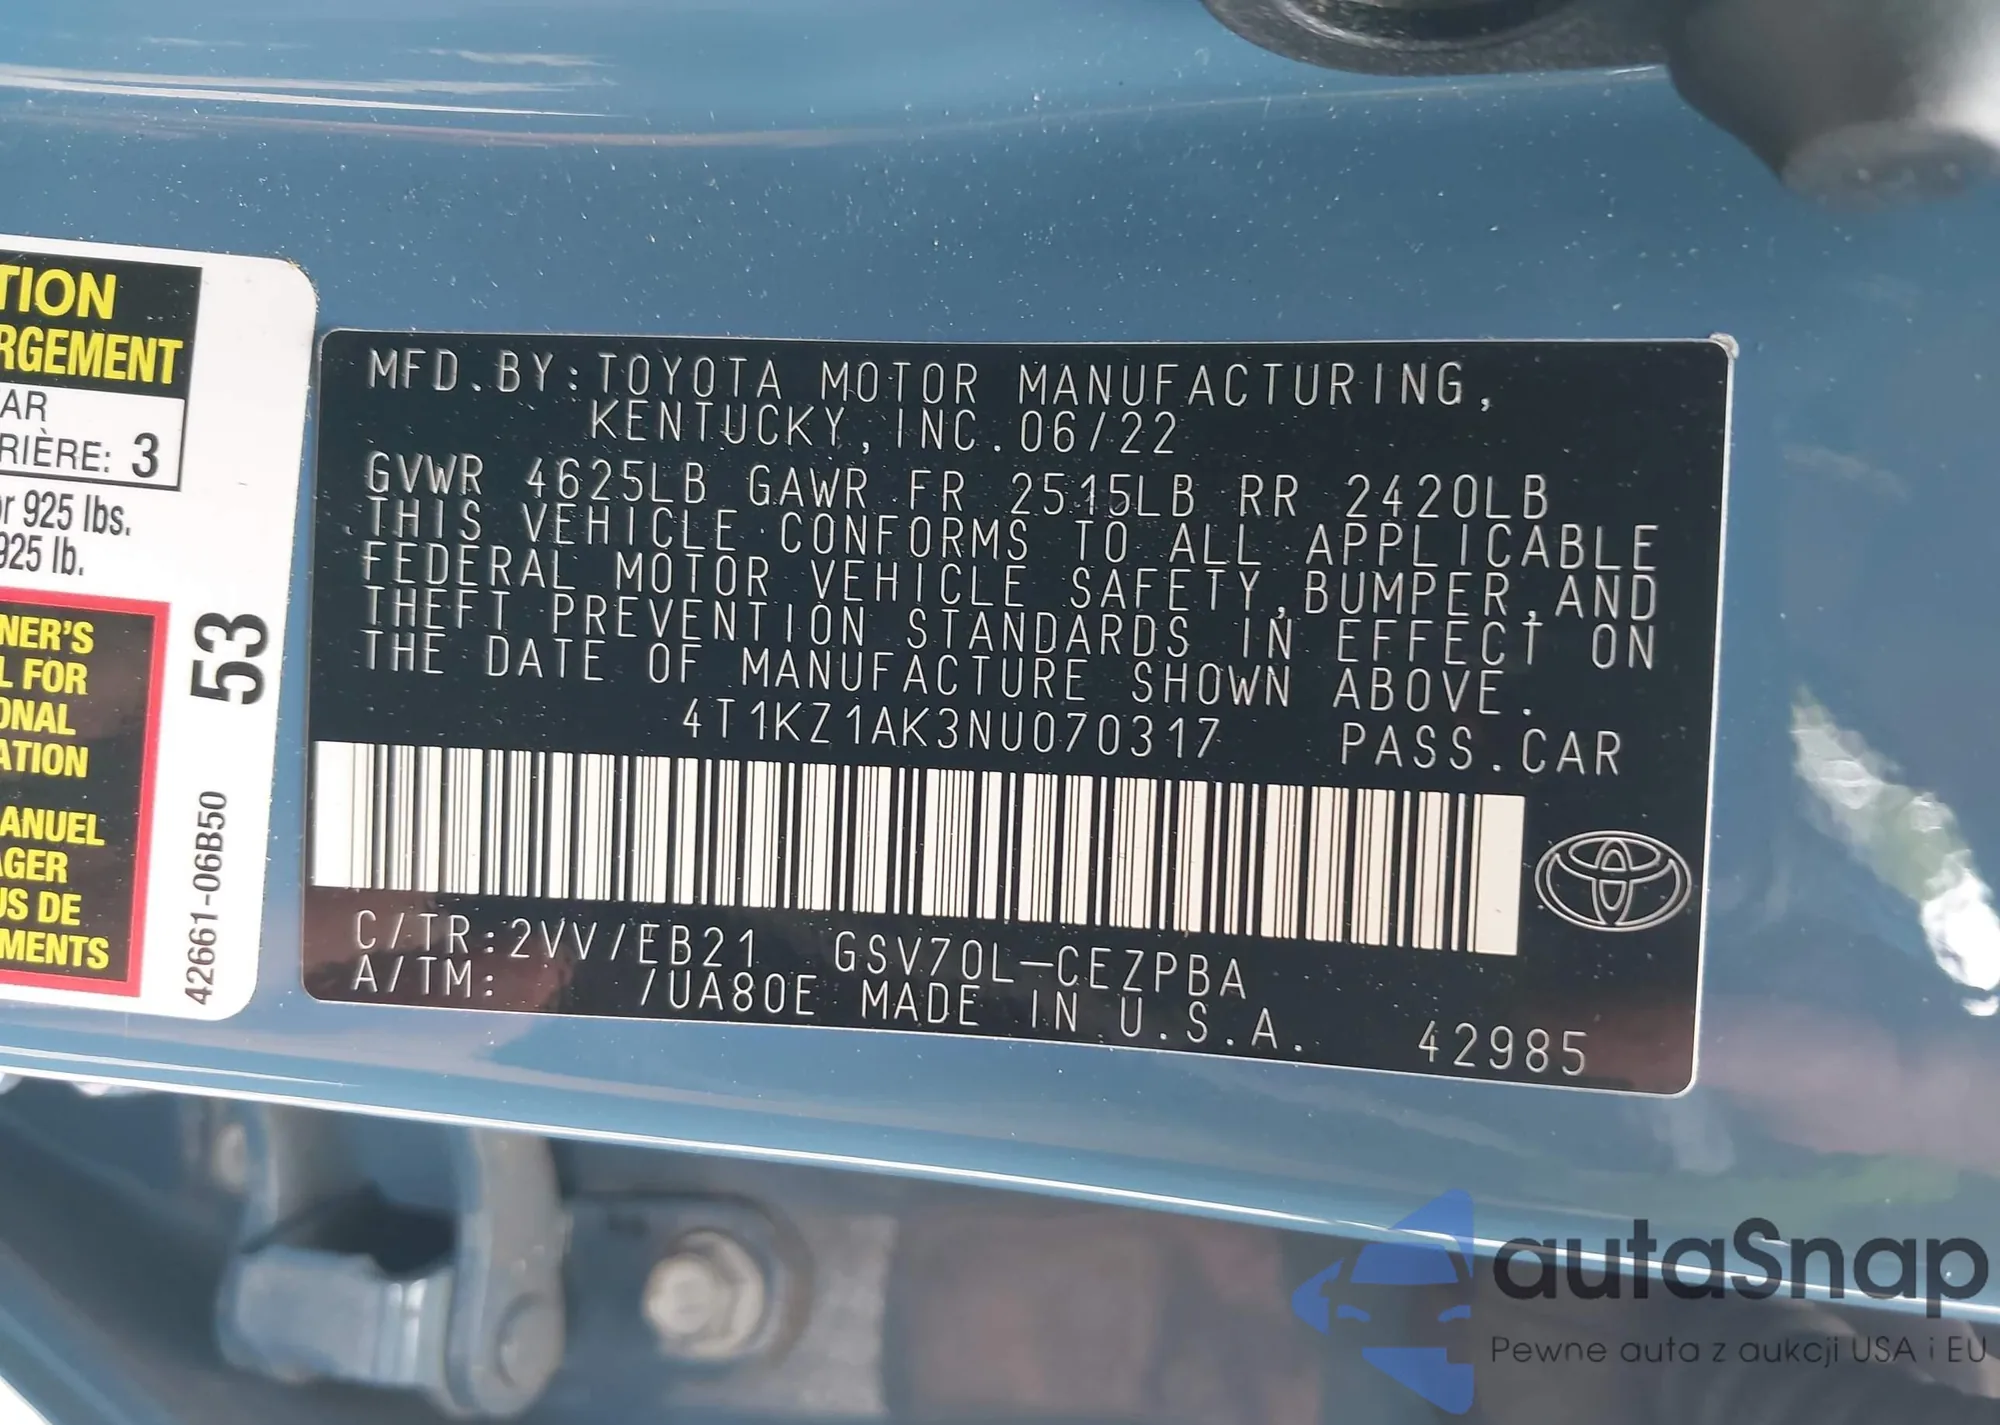 TION
RGEMENT
AR
RIÈRE: 3
or 925 lbs.
925 lb.
NER'S
L FOR
ONAL
ATION
ANUEL
AGER
US DE
MENTS
53
42661-06B50
MFD.BY:TOYOTA MOTOR MANUFACTURING,
KENTUCKY,INC.06/22
GVWR 4625LB GAWR FR 2515LB RR 2420LB
THIS VEHICLE CONFORMS TO ALL APPLICABLE
FEDERAL MOTOR VEHICLE SAFETY,BUMPER,AND
THEFT PREVENTION STANDARDS IN EFFECT ON
THE DATE OF MANUFACTURE SHOWN ABOVE.
4T1KZ1AK3NU070317 PASS.CAR
C/TR:2VV/EB21 GSV70L-CEZPBA
A/TM: /UA80E MADE IN U.S.A. 42985
autaSnap
Pewne auta z aukcji USA i EU